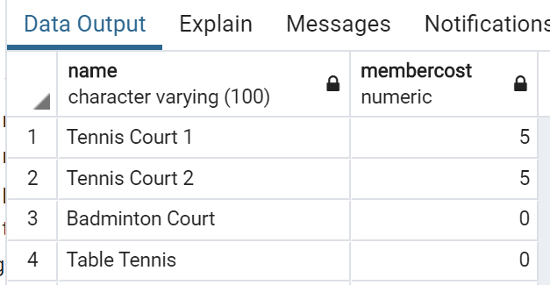 Data Output Explain Messages Notifications
name membercost
character varying (100) numeric
1 Tennis Court 1 5
2 Tennis Court 2 5
3 Badminton Court 0
4 Table Tennis 0